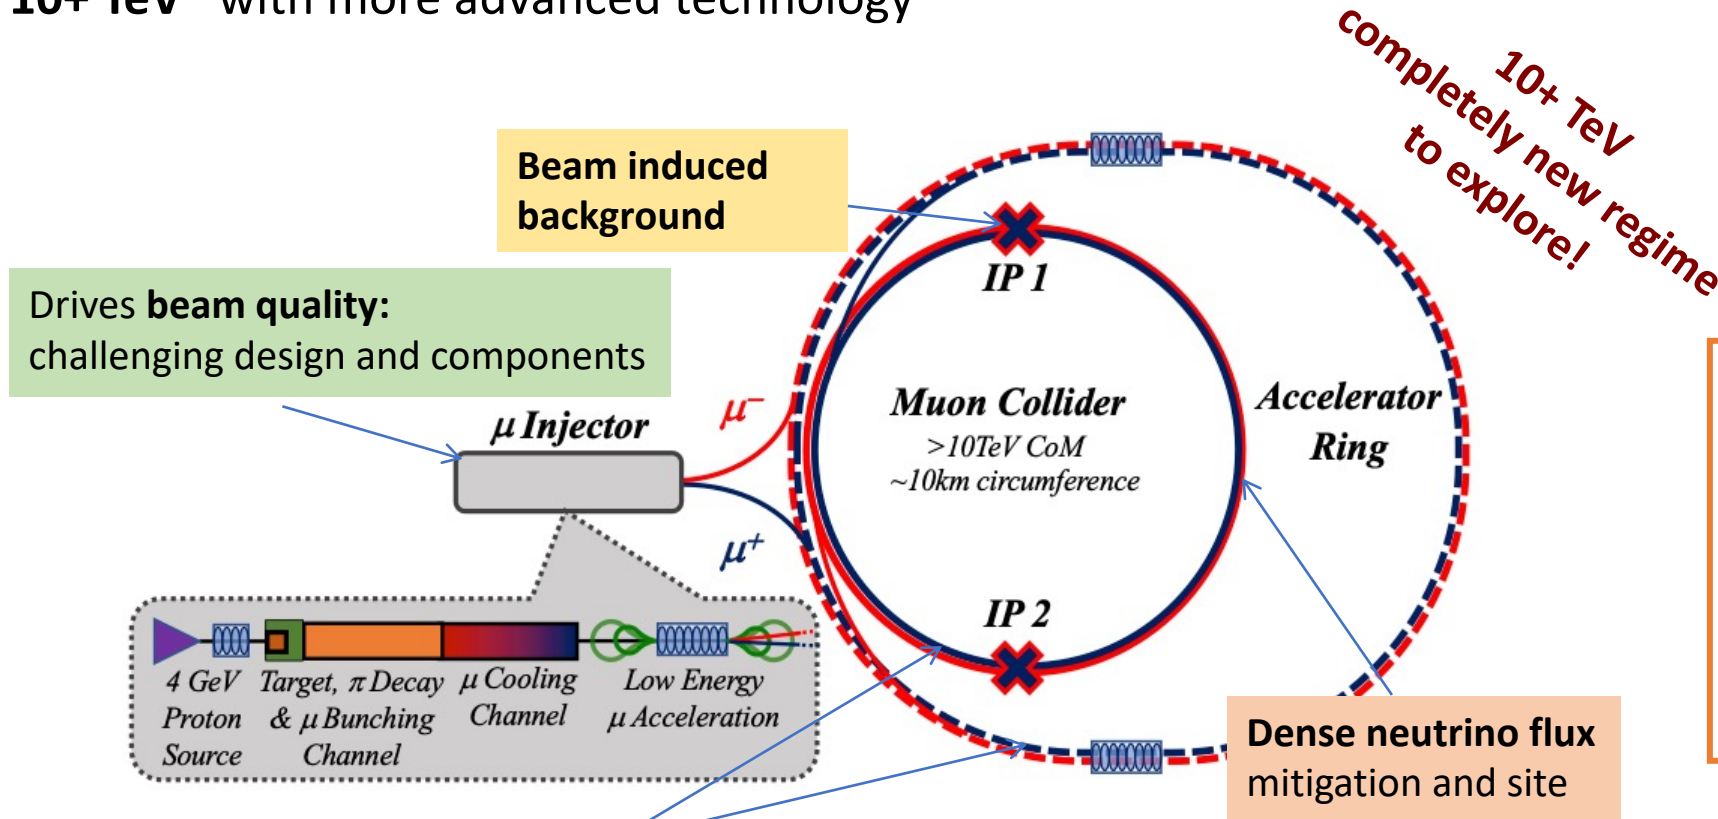 10+ TeV with more advanced technology
10+ TeV
completely new regime
to explore!
Beam induced
background
Drives beam quality:
challenging design and components
IP 1
μ Injector
μ⁻
μ⁺
Muon Collider
>10TeV CoM
~10km circumference
Accelerator
Ring
IP 2
4 GeV
Proton
Source
Target, π Decay
& μ Bunching
Channel
μ Cooling
Channel
Low Energy
μ Acceleration
Dense neutrino flux
mitigation and site